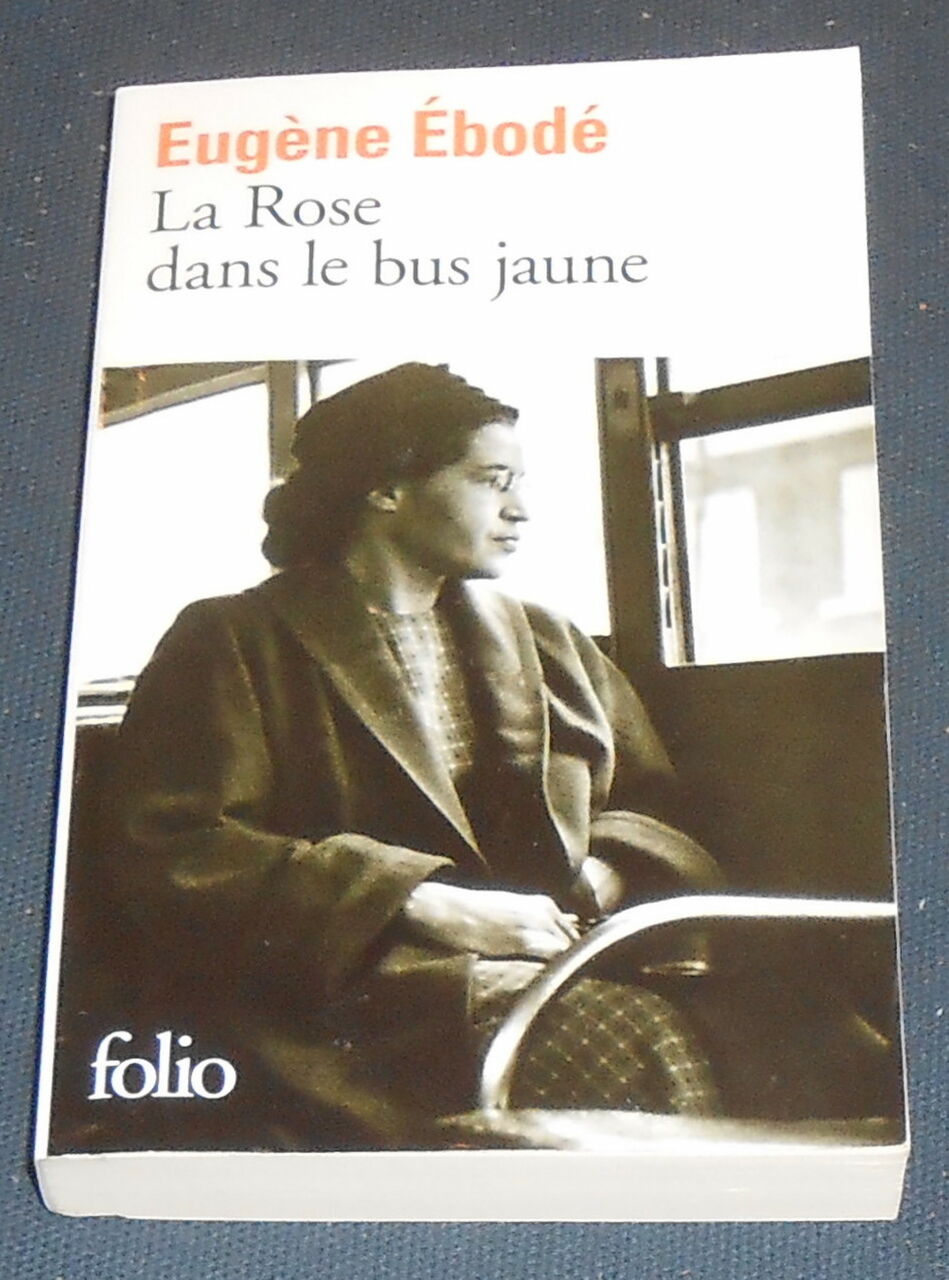 Eugène Ébodé
La Rose
dans le bus jaune
folio